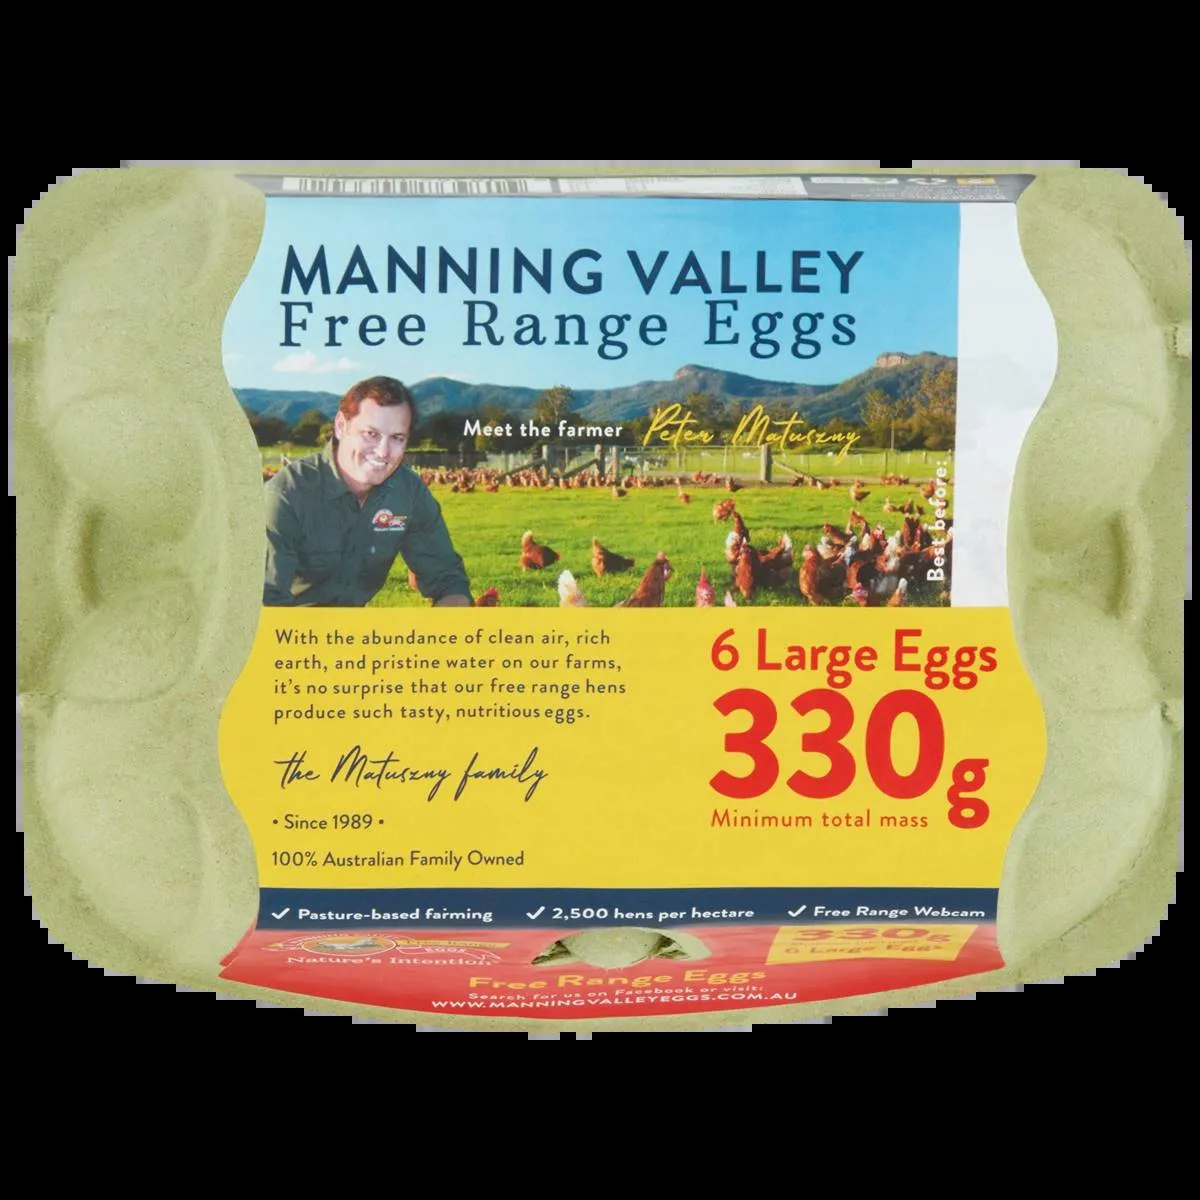 MANNING VALLEY
Free Range Eggs
Meet the farmer Peter Matuszny
Best before:
With the abundance of clean air, rich
earth, and pristine water on our farms,
it's no surprise that our free range hens
produce such tasty, nutritious eggs.
the Matuszny family
• Since 1989 •
100% Australian Family Owned
6 Large Eggs
330g
Minimum total mass
✓ Pasture-based farming ✓ 2,500 hens per hectare ✓ Free Range Webcam
EGGS
Nature's Intention
330g
6 Large Eggs
Free Range Eggs
Search for us on Facebook or visit:
WWW.MANNINGVALLEYEGGS.COM.AU